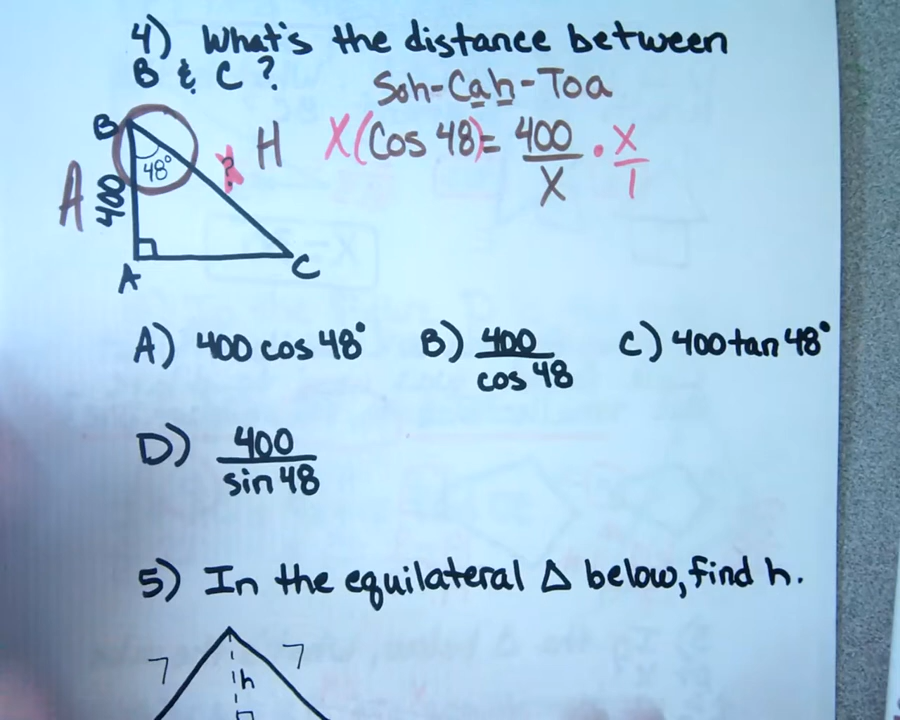 4) What's the distance between
B & C ?
Soh-Cah-Toa
X(Cos 48)= 400/X · X/1
B
48°
?
H
A
400
A
C
A) 400 cos 48° B) 400/cos 48 C) 400 tan 48°
D) 400/sin 48
5) In the equilateral Δ below, find h.
7 7
h